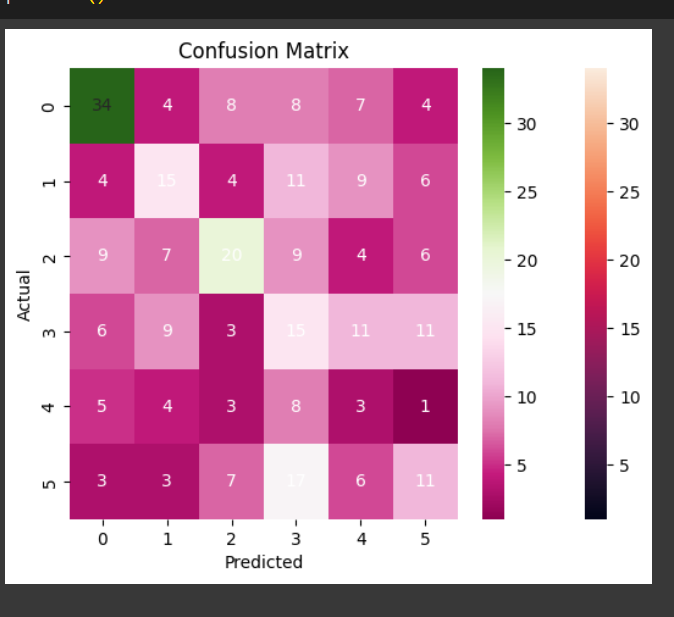 ()
Confusion Matrix
0 34 4 8 8 7 4
1 4 15 4 11 9 6
2 9 7 20 9 4 6
3 6 9 3 15 11 11
4 5 4 3 8 3 1
5 3 3 7 17 6 11
Actual
0 1 2 3 4 5
Predicted
30 30
25 25
20 20
15 15
10 10
5 5